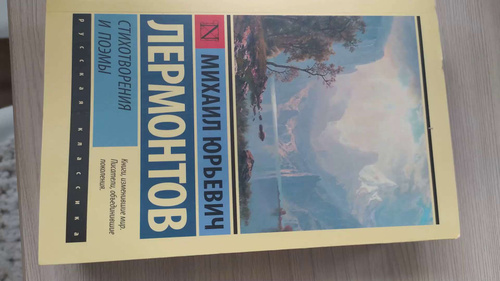 МИХАИЛ ЮРЬЕВИЧ
ЛЕРМОНТОВ
СТИХОТВОРЕНИЯ
И ПОЭМЫ
Книги, изменившие мир.
Писатели, объединившие
поколения.
русская классика